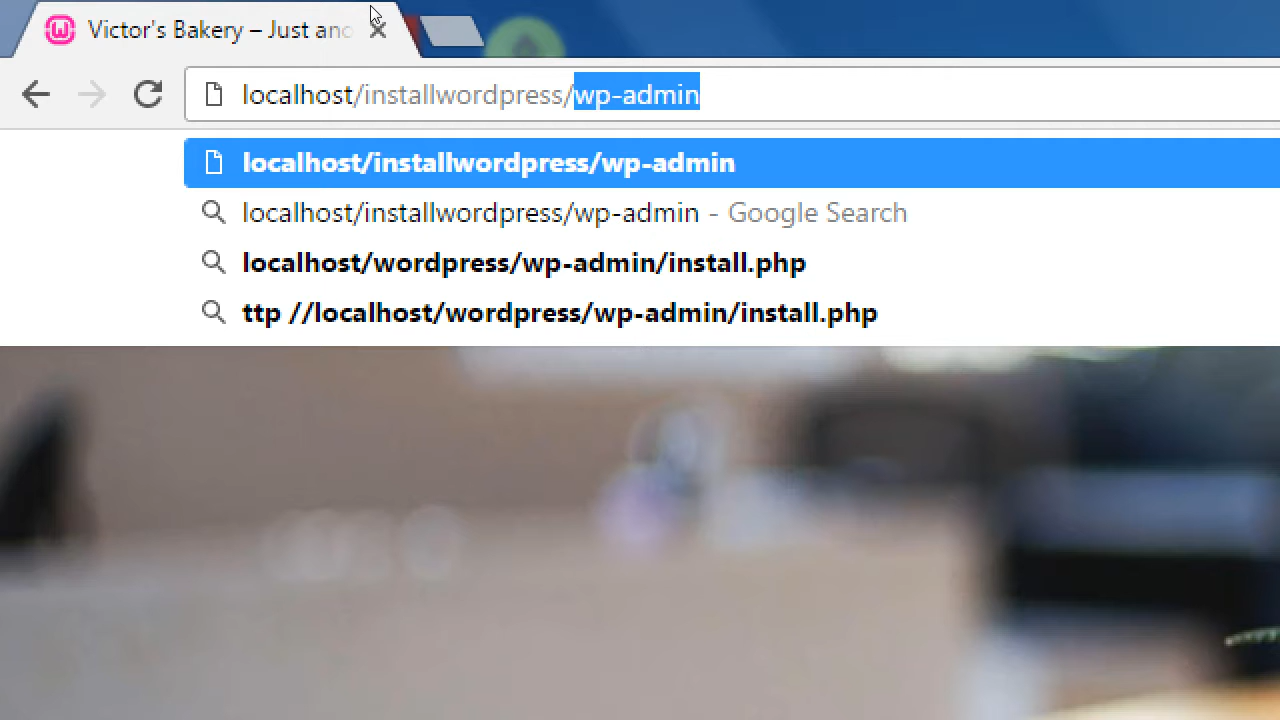 Victor's Bakery – Just ano
localhost/installwordpress/wp-admin
localhost/installwordpress/wp-admin
localhost/installwordpress/wp-admin - Google Search
localhost/wordpress/wp-admin/install.php
ttp //localhost/wordpress/wp-admin/install.php